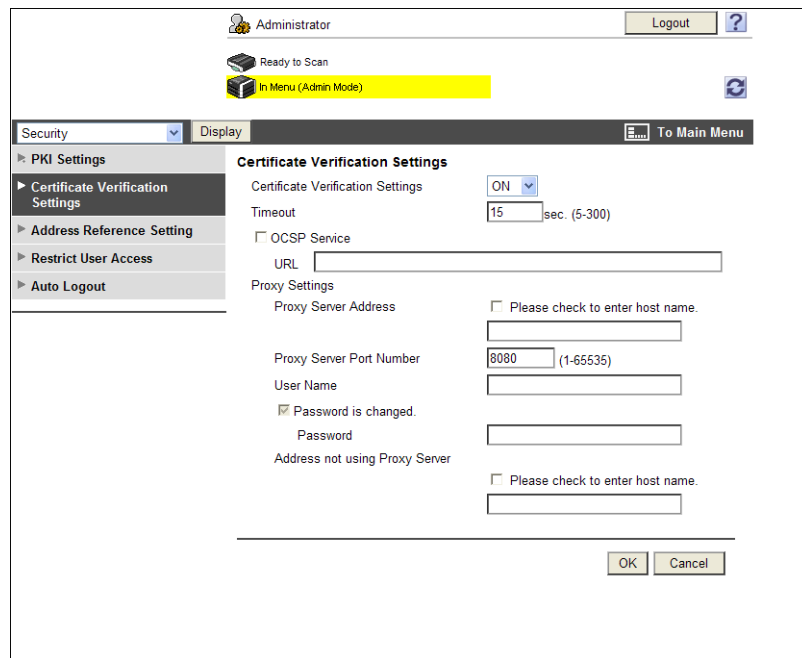 Administrator
Logout
?
Ready to Scan
In Menu (Admin Mode)
Security
Display
To Main Menu
PKI Settings
Certificate Verification
Settings
Address Reference Setting
Restrict User Access
Auto Logout
Certificate Verification Settings
Certificate Verification Settings
ON
Timeout
15 sec. (5-300)
OCSP Service
URL
Proxy Settings
Proxy Server Address
Please check to enter host name.
Proxy Server Port Number
8080 (1-65535)
User Name
Password is changed.
Password
Address not using Proxy Server
Please check to enter host name.
OK
Cancel